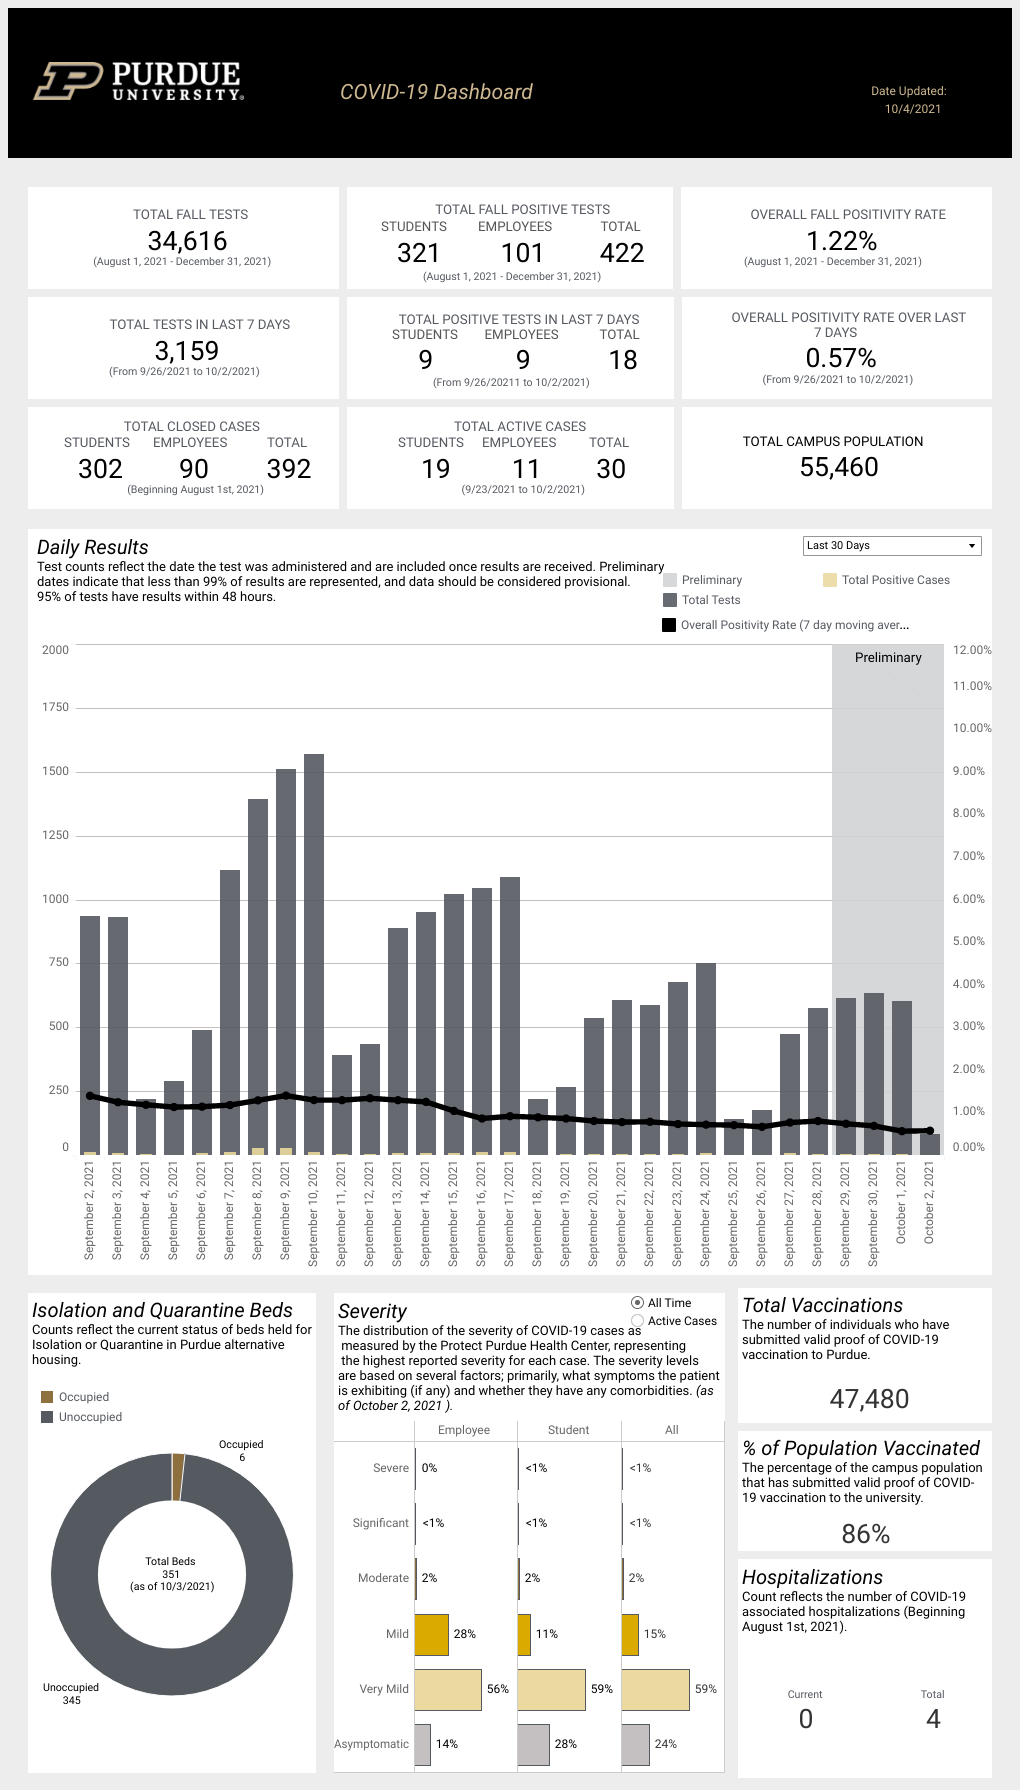 PURDUE
UNIVERSITY®
COVID-19 Dashboard
Date Updated:
10/4/2021
TOTAL FALL TESTS
34,616
(August 1, 2021 - December 31, 2021)
TOTAL FALL POSITIVE TESTS
STUDENTS EMPLOYEES TOTAL
321 101 422
(August 1, 2021 - December 31, 2021)
OVERALL FALL POSITIVITY RATE
1.22%
(August 1, 2021 - December 31, 2021)
TOTAL TESTS IN LAST 7 DAYS
3,159
(From 9/26/2021 to 10/2/2021)
TOTAL POSITIVE TESTS IN LAST 7 DAYS
STUDENTS EMPLOYEES TOTAL
9 9 18
(From 9/26/20211 to 10/2/2021)
OVERALL POSITIVITY RATE OVER LAST
7 DAYS
0.57%
(From 9/26/2021 to 10/2/2021)
TOTAL CLOSED CASES
STUDENTS EMPLOYEES TOTAL
302 90 392
(Beginning August 1st, 2021)
TOTAL ACTIVE CASES
STUDENTS EMPLOYEES TOTAL
19 11 30
(9/23/2021 to 10/2/2021)
TOTAL CAMPUS POPULATION
55,460
Daily Results
Test counts reflect the date the test was administered and are included once results are received. Preliminary
dates indicate that less than 99% of results are represented, and data should be considered provisional.
95% of tests have results within 48 hours.
Last 30 Days
Preliminary
Total Positive Cases
Total Tests
Overall Positivity Rate (7 day moving aver...
2000
1750
1500
1250
1000
750
500
250
0
Preliminary
12.00%
11.00%
10.00%
9.00%
8.00%
7.00%
6.00%
5.00%
4.00%
3.00%
2.00%
1.00%
0.00%
September 2, 2021
September 3, 2021
September 4, 2021
September 5, 2021
September 6, 2021
September 7, 2021
September 8, 2021
September 9, 2021
September 10, 2021
September 11, 2021
September 12, 2021
September 13, 2021
September 14, 2021
September 15, 2021
September 16, 2021
September 17, 2021
September 18, 2021
September 19, 2021
September 20, 2021
September 21, 2021
September 22, 2021
September 23, 2021
September 24, 2021
September 25, 2021
September 26, 2021
September 27, 2021
September 28, 2021
September 29, 2021
September 30, 2021
October 1, 2021
October 2, 2021
Isolation and Quarantine Beds
Counts reflect the current status of beds held for
Isolation or Quarantine in Purdue alternative
housing.
Occupied
Unoccupied
Occupied
6
Total Beds
351
(as of 10/3/2021)
Unoccupied
345
Severity
All Time
Active Cases
The distribution of the severity of COVID-19 cases as
measured by the Protect Purdue Health Center, representing
the highest reported severity for each case. The severity levels
are based on several factors; primarily, what symptoms the patient
is exhibiting (if any) and whether they have any comorbidities. (as
of October 2, 2021 ).
Employee Student All
Severe 0% <1% <1%
Significant <1% <1% <1%
Moderate 2% 2% 2%
Mild 28% 11% 15%
Very Mild 56% 59% 59%
Asymptomatic 14% 28% 24%
Total Vaccinations
The number of individuals who have
submitted valid proof of COVID-19
vaccination to Purdue.
47,480
% of Population Vaccinated
The percentage of the campus population
that has submitted valid proof of COVID-
19 vaccination to the university.
86%
Hospitalizations
Count reflects the number of COVID-19
associated hospitalizations (Beginning
August 1st, 2021).
Current Total
0 4